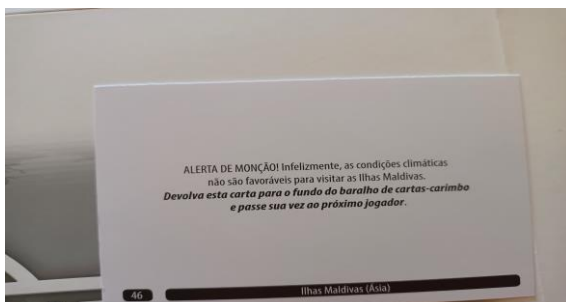 ALERTA DE MONÇÃO! Infelizmente, as condições climáticas
não são favoráveis para visitar as Ilhas Maldivas.
Devolva esta carta para o fundo do baralho de cartas-carimbo
e passe sua vez ao próximo jogador.
46
Ilhas Maldivas (Ásia)